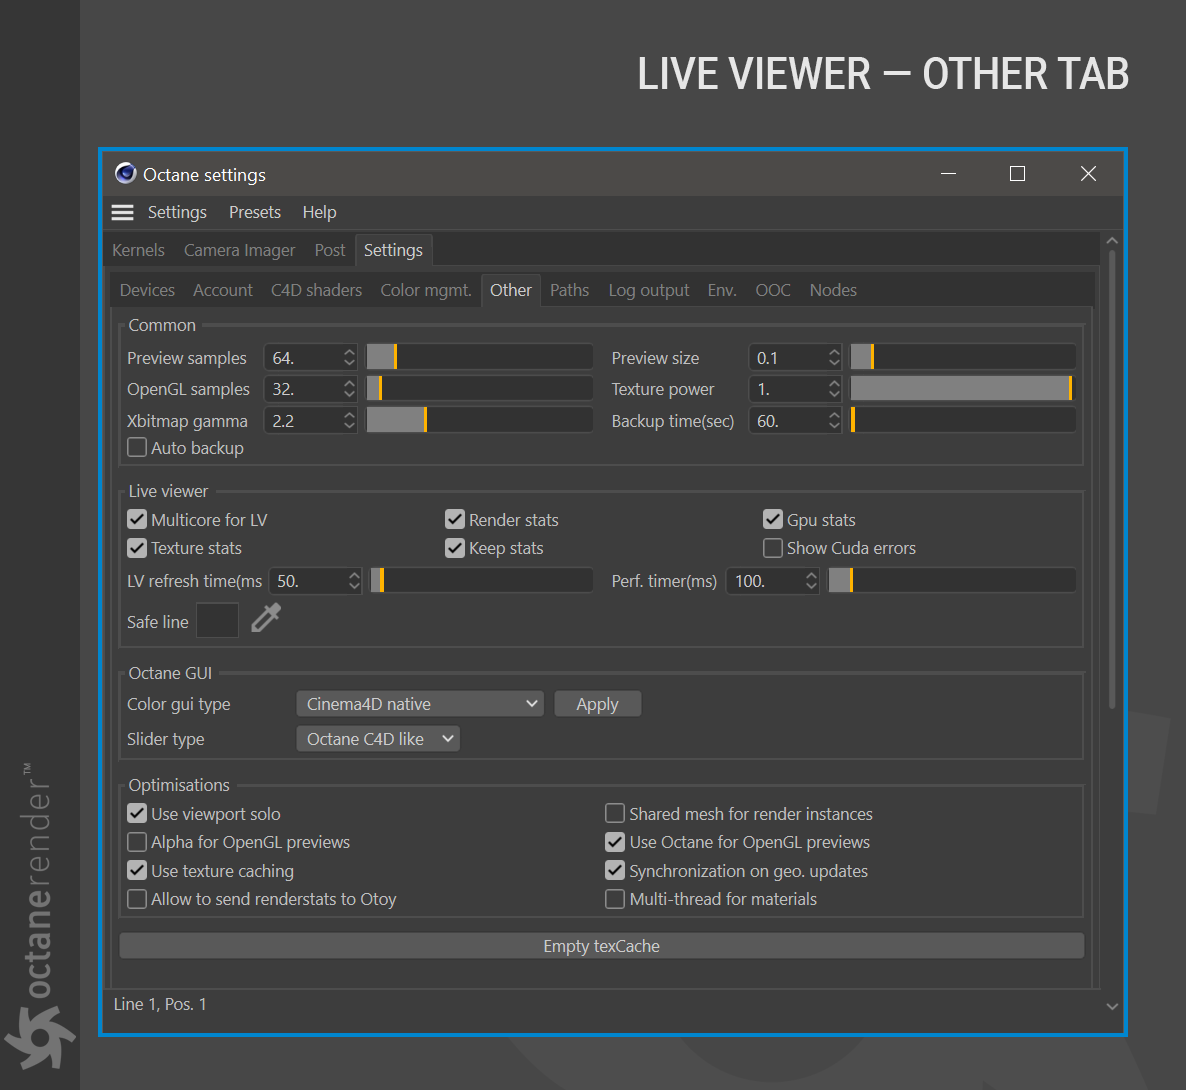 LIVE VIEWER — OTHER TAB
Octane settings
Settings Presets Help
Kernels Camera Imager Post Settings
Devices Account C4D shaders Color mgmt. Other Paths Log output Env. OOC Nodes
Common
Preview samples 64. Preview size 0.1
OpenGL samples 32. Texture power 1.
Xbitmap gamma 2.2 Backup time(sec) 60.
Auto backup
Live viewer
Multicore for LV Render stats Gpu stats
Texture stats Keep stats Show Cuda errors
LV refresh time(ms 50. Perf. timer(ms) 100.
Safe line
Octane GUI
Color gui type Cinema4D native Apply
Slider type Octane C4D like
Optimisations
Use viewport solo Shared mesh for render instances
Alpha for OpenGL previews Use Octane for OpenGL previews
Use texture caching Synchronization on geo. updates
Allow to send renderstats to Otoy Multi-thread for materials
Empty texCache
Line 1, Pos. 1
octanerender™